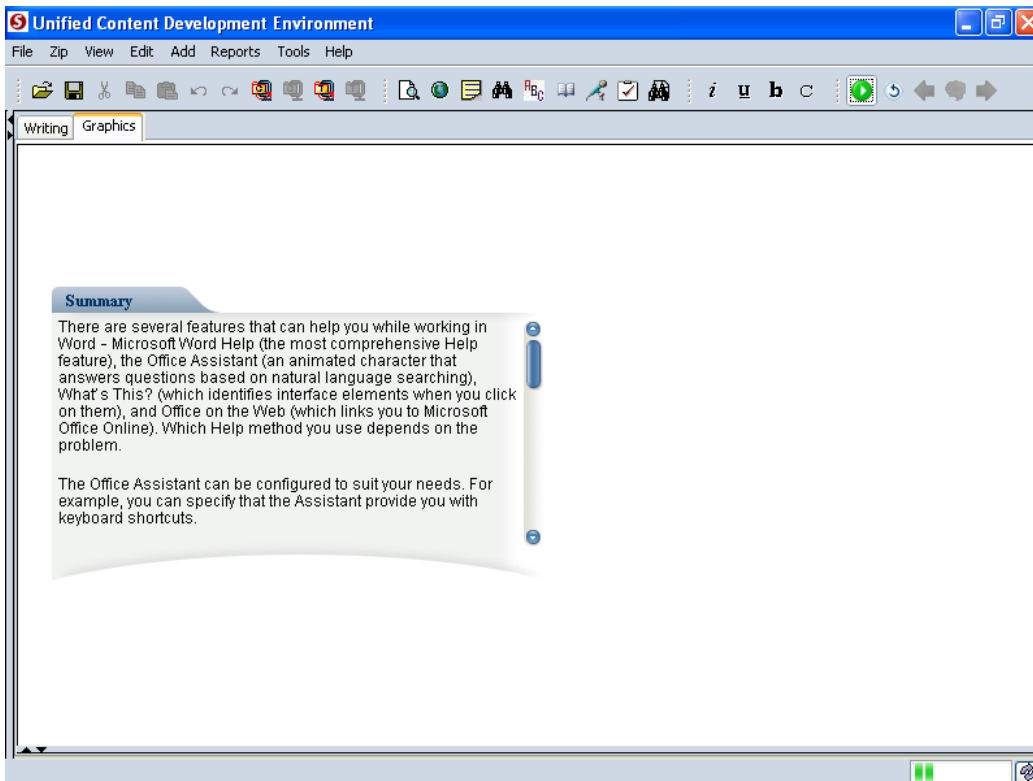 Unified Content Development Environment
File Zip View Edit Add Reports Tools Help
i u b C
Writing Graphics
Summary
There are several features that can help you while working in
Word - Microsoft Word Help (the most comprehensive Help
feature), the Office Assistant (an animated character that
answers questions based on natural language searching),
What's This? (which identifies interface elements when you click
on them), and Office on the Web (which links you to Microsoft
Office Online). Which Help method you use depends on the
problem.
The Office Assistant can be configured to suit your needs. For
example, you can specify that the Assistant provide you with
keyboard shortcuts.